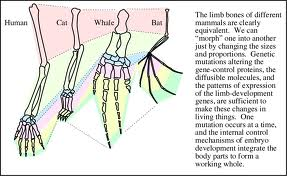 Human
Cat
Whale
Bat
The limb bones of different
mammals are clearly
equivalent. We can
"morph" one into another
just by changing the sizes
and proportions. Genetic
mutations altering the
gene-control proteins, the
diffusible molecules, and
the patterns of expression
of the limb-development
genes, are sufficient to
make these changes in
living things. One
mutation occurs at a time,
and the internal control
mechanisms of embryo
development integrate the
body parts to form a
working whole.